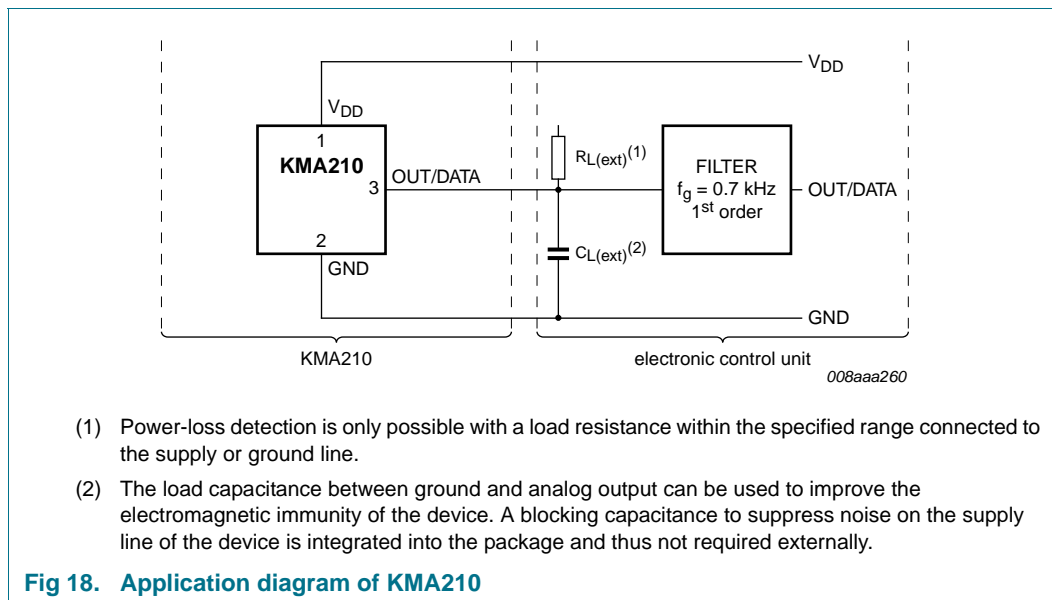 VDD
VDD
1
KMA210
3
OUT/DATA
2
GND
RL(ext)(1)
CL(ext)(2)
FILTER
fg = 0.7 kHz
1st order
OUT/DATA
GND
KMA210
electronic control unit
008aaa260
(1) Power-loss detection is only possible with a load resistance within the specified range connected to
the supply or ground line.
(2) The load capacitance between ground and analog output can be used to improve the
electromagnetic immunity of the device. A blocking capacitance to suppress noise on the supply
line of the device is integrated into the package and thus not required externally.
Fig 18. Application diagram of KMA210